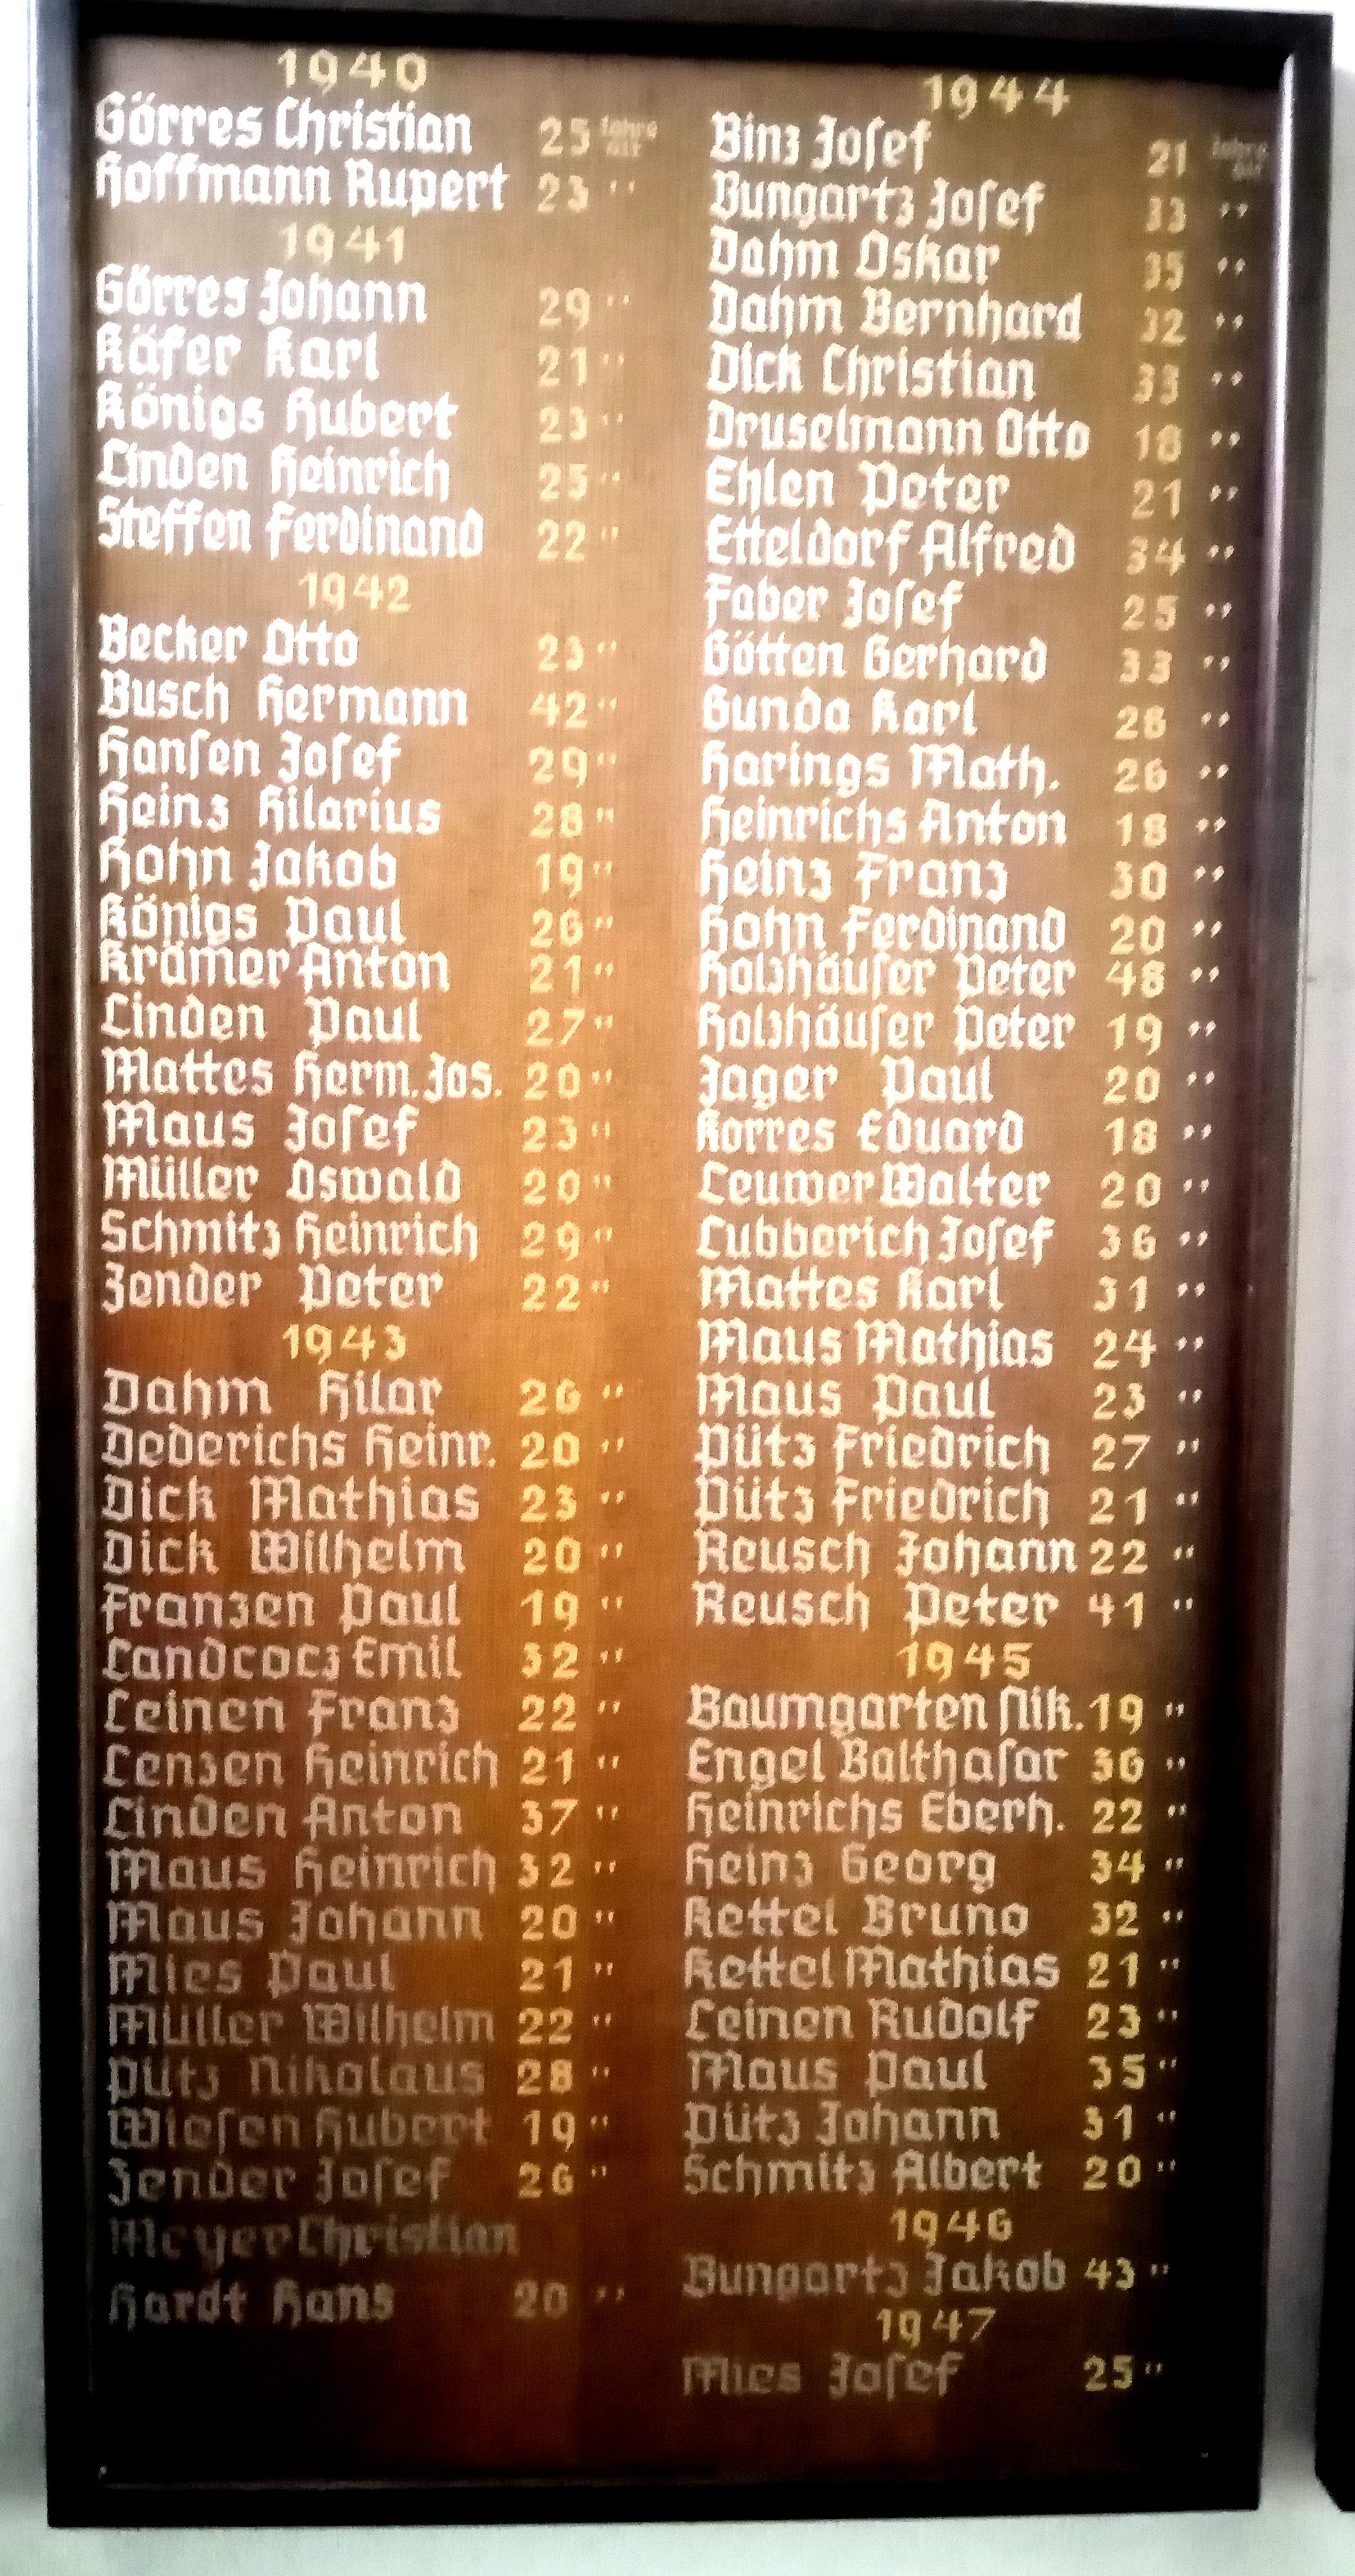 1940
Görres Christian 25 Jahre alt
Hoffmann Rupert 23 "
1941
Görres Johann 29 "
Käfer Karl 21 "
Königs Hubert 23 "
Linden Heinrich 25 "
Steffen Ferdinand 22 "
1942
Becker Otto 23 "
Busch Hermann 42 "
Hanſen Joſef 29 "
Heinz Hilarius 28 "
Hohn Jakob 19 "
Königs Paul 26 "
Krämer Anton 21 "
Linden Paul 27 "
Mattes Herm. Jos. 20 "
Maus Joſef 23 "
Müller Oswald 20 "
Schmitz Heinrich 29 "
Zender Peter 22 "
1943
Dahm Hilar 26 "
Dederichs Heinr. 20 "
Dick Mathias 23 "
Dick Wilhelm 20 "
Franzen Paul 19 "
Landcocz Emil 32 "
Leinen Franz 22 "
Lenzen Heinrich 21 "
Linden Anton 37 "
Maus Heinrich 32 "
Maus Johann 20 "
Mies Paul 21 "
Müller Wilhelm 22 "
Pütz Nikolaus 28 "
Wieſen Hubert 19 "
Zender Joſef 26 "
Meyer Christian
Hardt Hans 20 "
1944
Binz Joſef 21 Jahre alt
Bungartz Joſef 33 "
Dahm Oskar 35 "
Dahm Bernhard 32 "
Dick Christian 33 "
Druselmann Otto 18 "
Ehlen Peter 21 "
Etteldorf Alfred 34 "
Faber Joſef 25 "
Götten Gerhard 33 "
Gunda Karl 28 "
Harings Math. 26 "
Heinrichs Anton 18 "
Heinz Franz 30 "
Hohn Ferdinand 20 "
Holzhäuſer Peter 48 "
Holzhäuſer Peter 19 "
Jager Paul 20 "
Korres Eduard 18 "
Leuwer Walter 20 "
Lubberich Joſef 36 "
Mattes Karl 31 "
Maus Mathias 24 "
Maus Paul 23 "
Pütz Friedrich 27 "
Pütz Friedrich 21 "
Reusch Johann 22 "
Reusch Peter 41 "
1945
Baumgarten Nik. 19 "
Engel Balthaſar 36 "
Heinrichs Eberh. 22 "
Heinz Georg 34 "
Kettel Bruno 32 "
Kettel Mathias 21 "
Leinen Rudolf 23 "
Maus Paul 35 "
Pütz Johann 31 "
Schmitz Albert 20 "
1946
Bungartz Jakob 43 "
1947
Mies Joſef 25 "